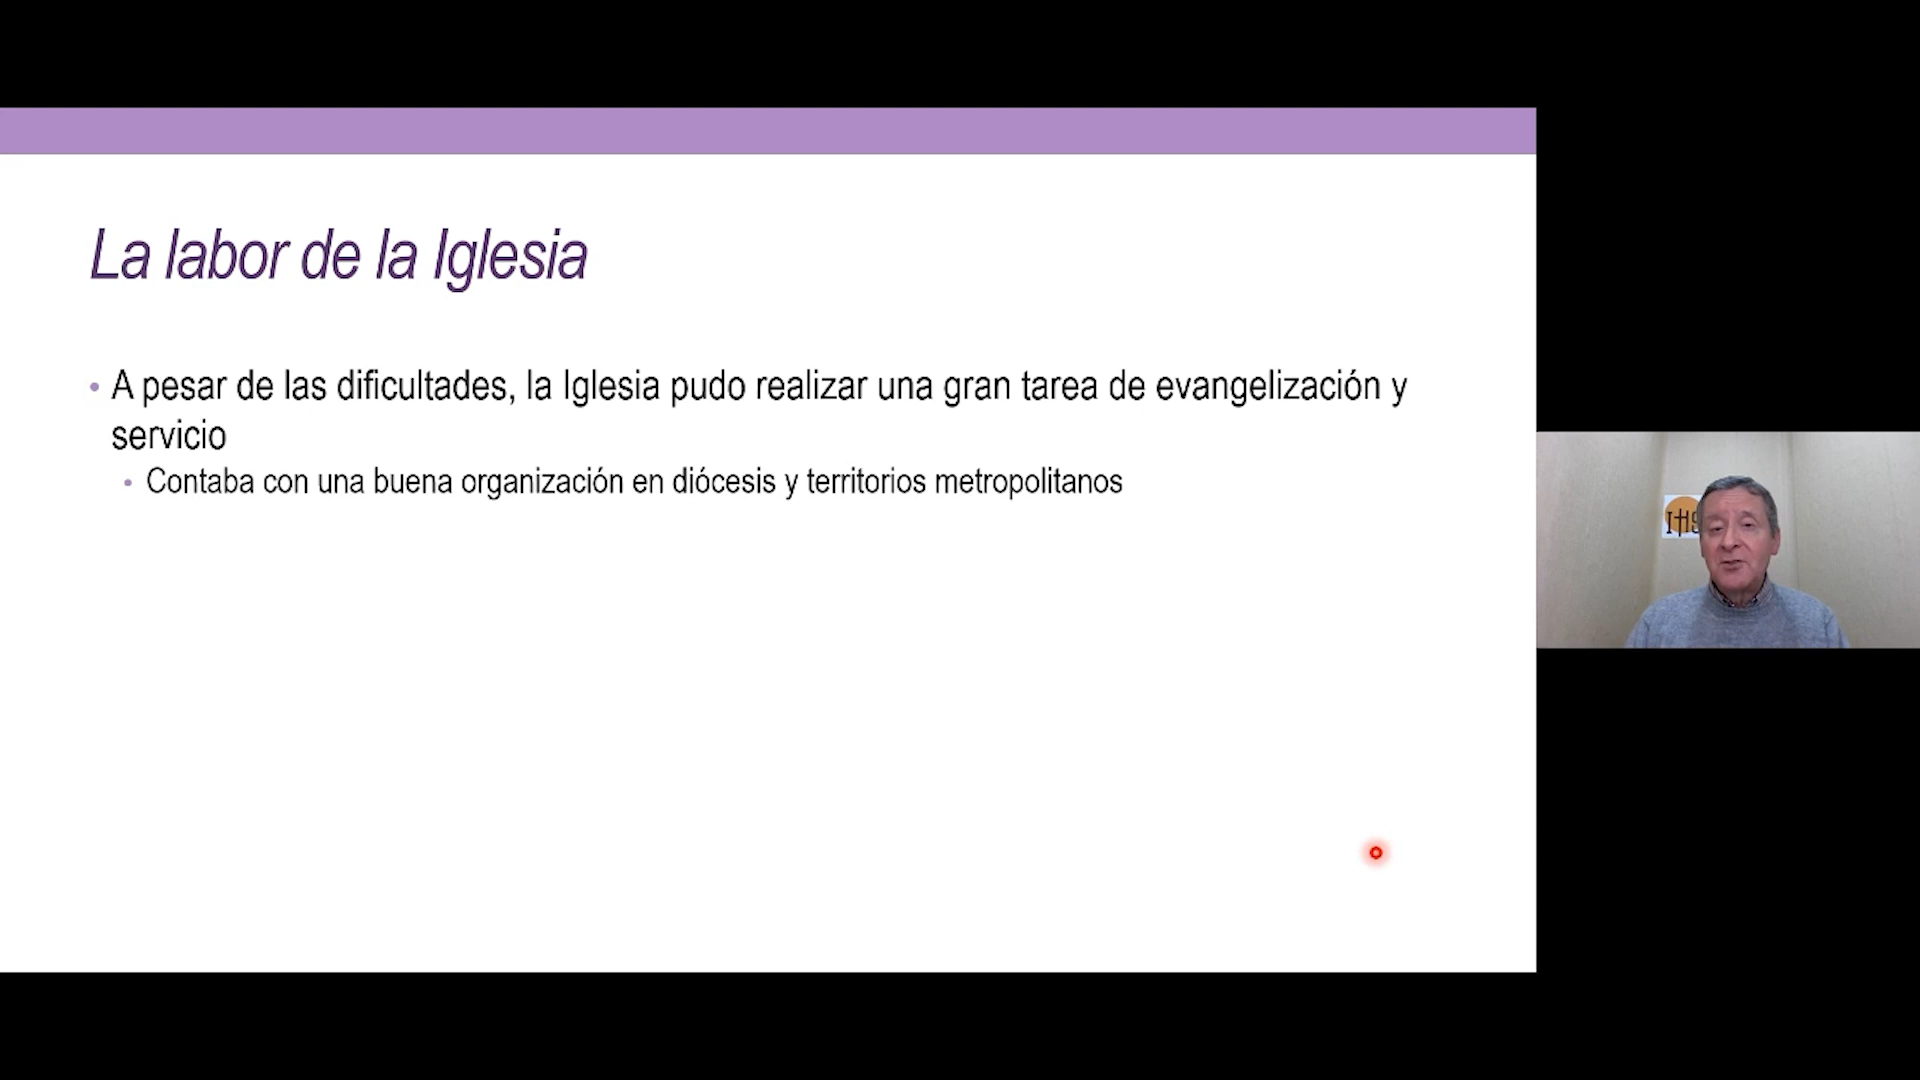 La labor de la Iglesia
• A pesar de las dificultades, la Iglesia pudo realizar una gran tarea de evangelización y
servicio
• Contaba con una buena organización en diócesis y territorios metropolitanos
IHS